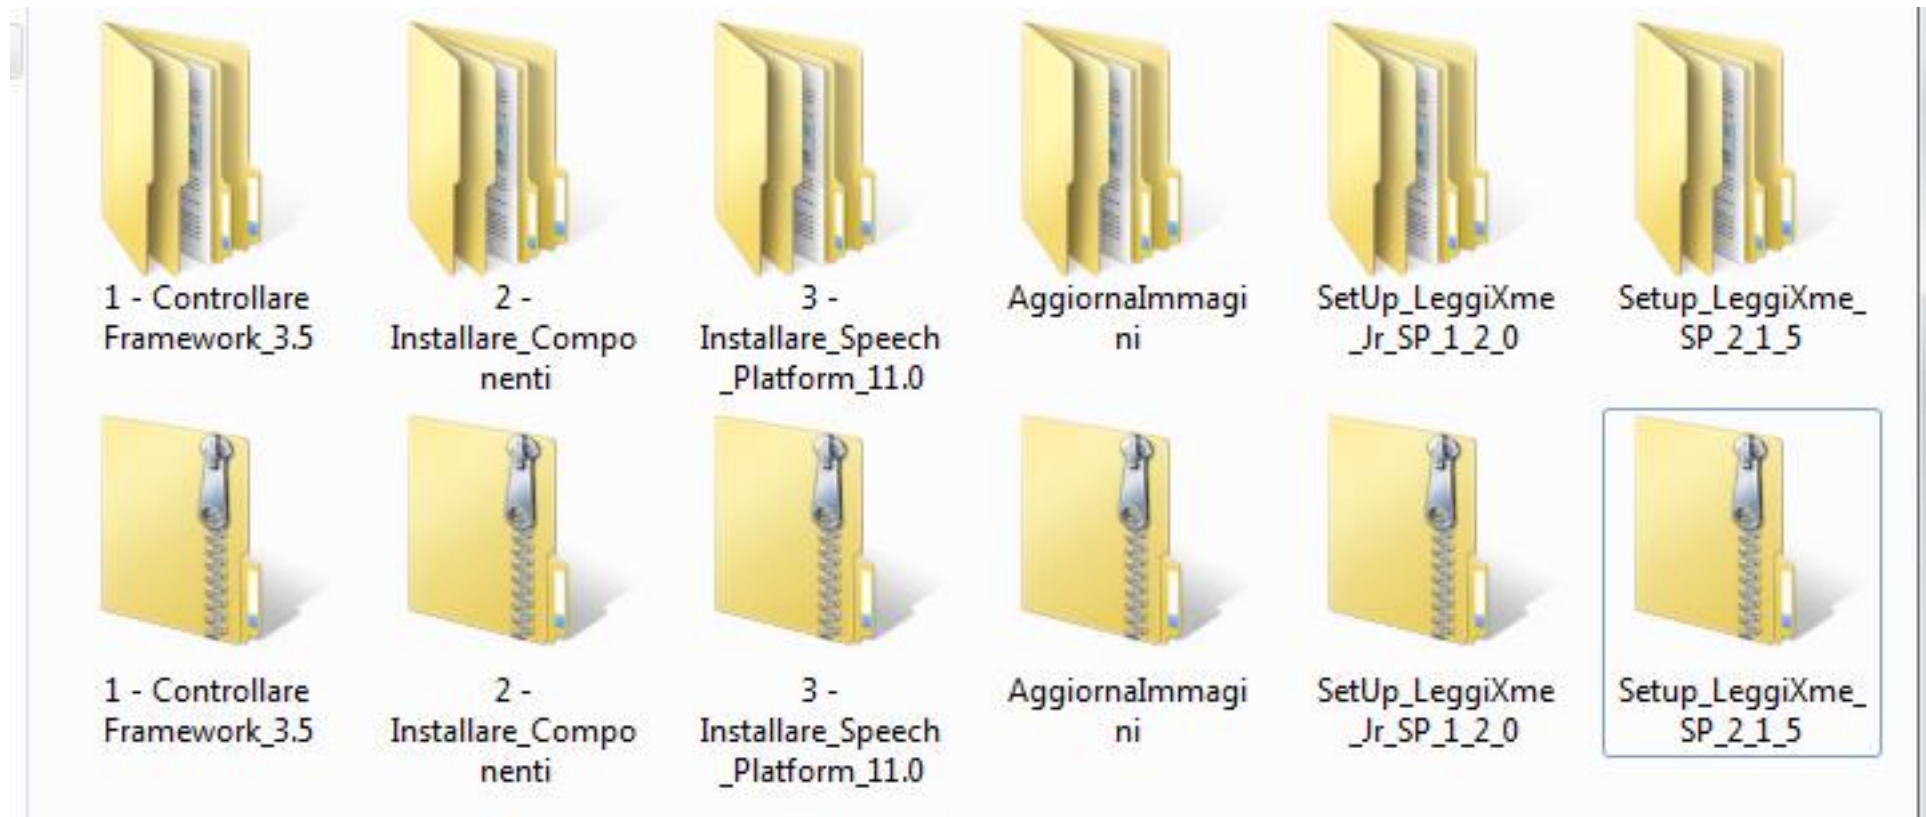 1 - Controllare
Framework_3.5
2 -
Installare_Compo
nenti
3 -
Installare_Speech
_Platform_11.0
AggiornaImmagi
ni
SetUp_LeggiXme
_Jr_SP_1_2_0
Setup_LeggiXme_
SP_2_1_5
1 - Controllare
Framework_3.5
2 -
Installare_Compo
nenti
3 -
Installare_Speech
_Platform_11.0
AggiornaImmagi
ni
SetUp_LeggiXme
_Jr_SP_1_2_0
Setup_LeggiXme_
SP_2_1_5